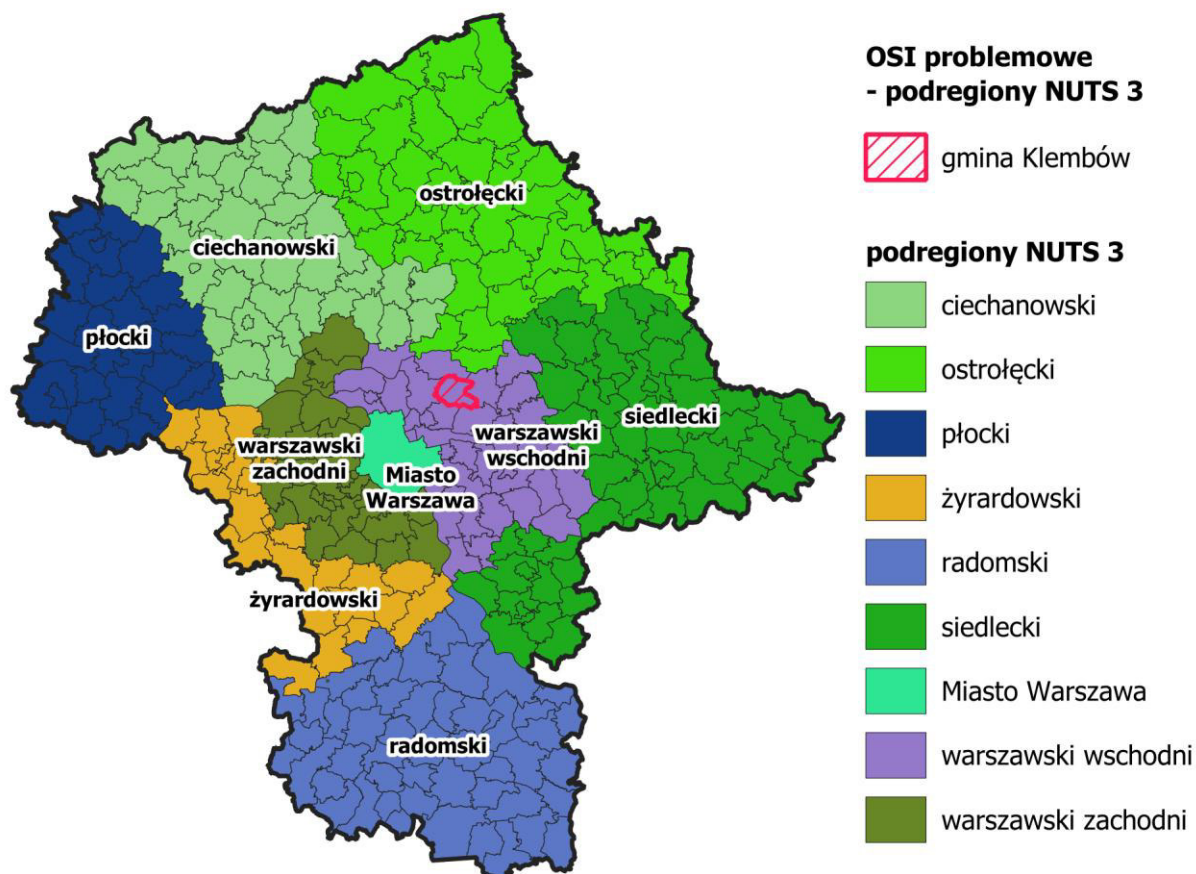 OSI problemowe
- podregiony NUTS 3
gmina Klembów
podregiony NUTS 3
ciechanowski
ostrołęcki
płocki
żyrardowski
radomski
siedlecki
Miasto Warszawa
warszawski wschodni
warszawski zachodni
ostrołęcki
ciechanowski
płocki
siedlecki
warszawski
wschodni
warszawski
zachodni
Miasto
Warszawa
żyrardowski
radomski